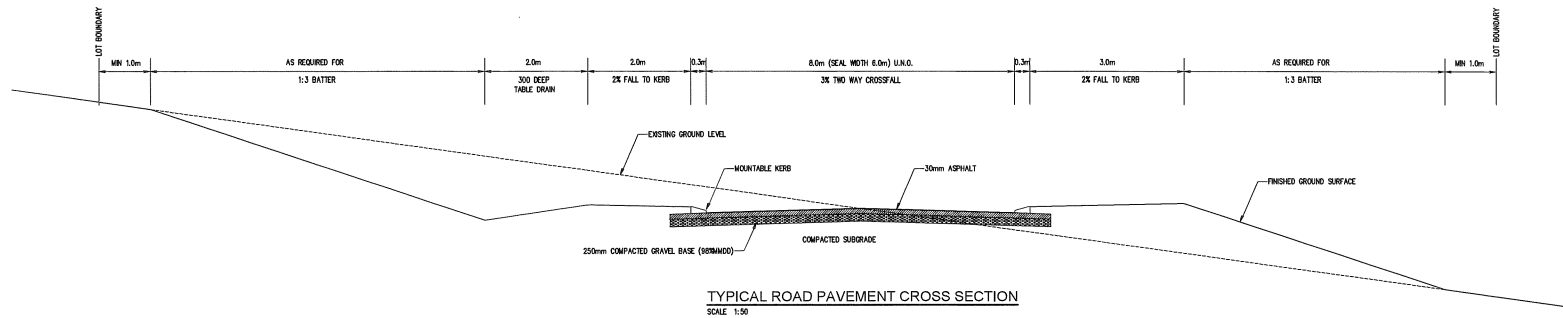 LOT BOUNDARY
LOT BOUNDARY
MIN 1.0m
AS REQUIRED FOR
2.0m
2.0m
0.3m
8.0m (SEAL WIDTH 6.0m) U.N.O.
0.3m
3.0m
AS REQUIRED FOR
MIN 1.0m
1:3 BATTER
300 DEEP
TABLE DRAIN
2% FALL TO KERB
3% TWO WAY CROSSFALL
2% FALL TO KERB
1:3 BATTER
EXISTING GROUND LEVEL
MOUNTABLE KERB
30mm ASPHALT
FINISHED GROUND SURFACE
COMPACTED SUBGRADE
250mm COMPACTED GRAVEL BASE (98%MMDD)
TYPICAL ROAD PAVEMENT CROSS SECTION
SCALE 1:50